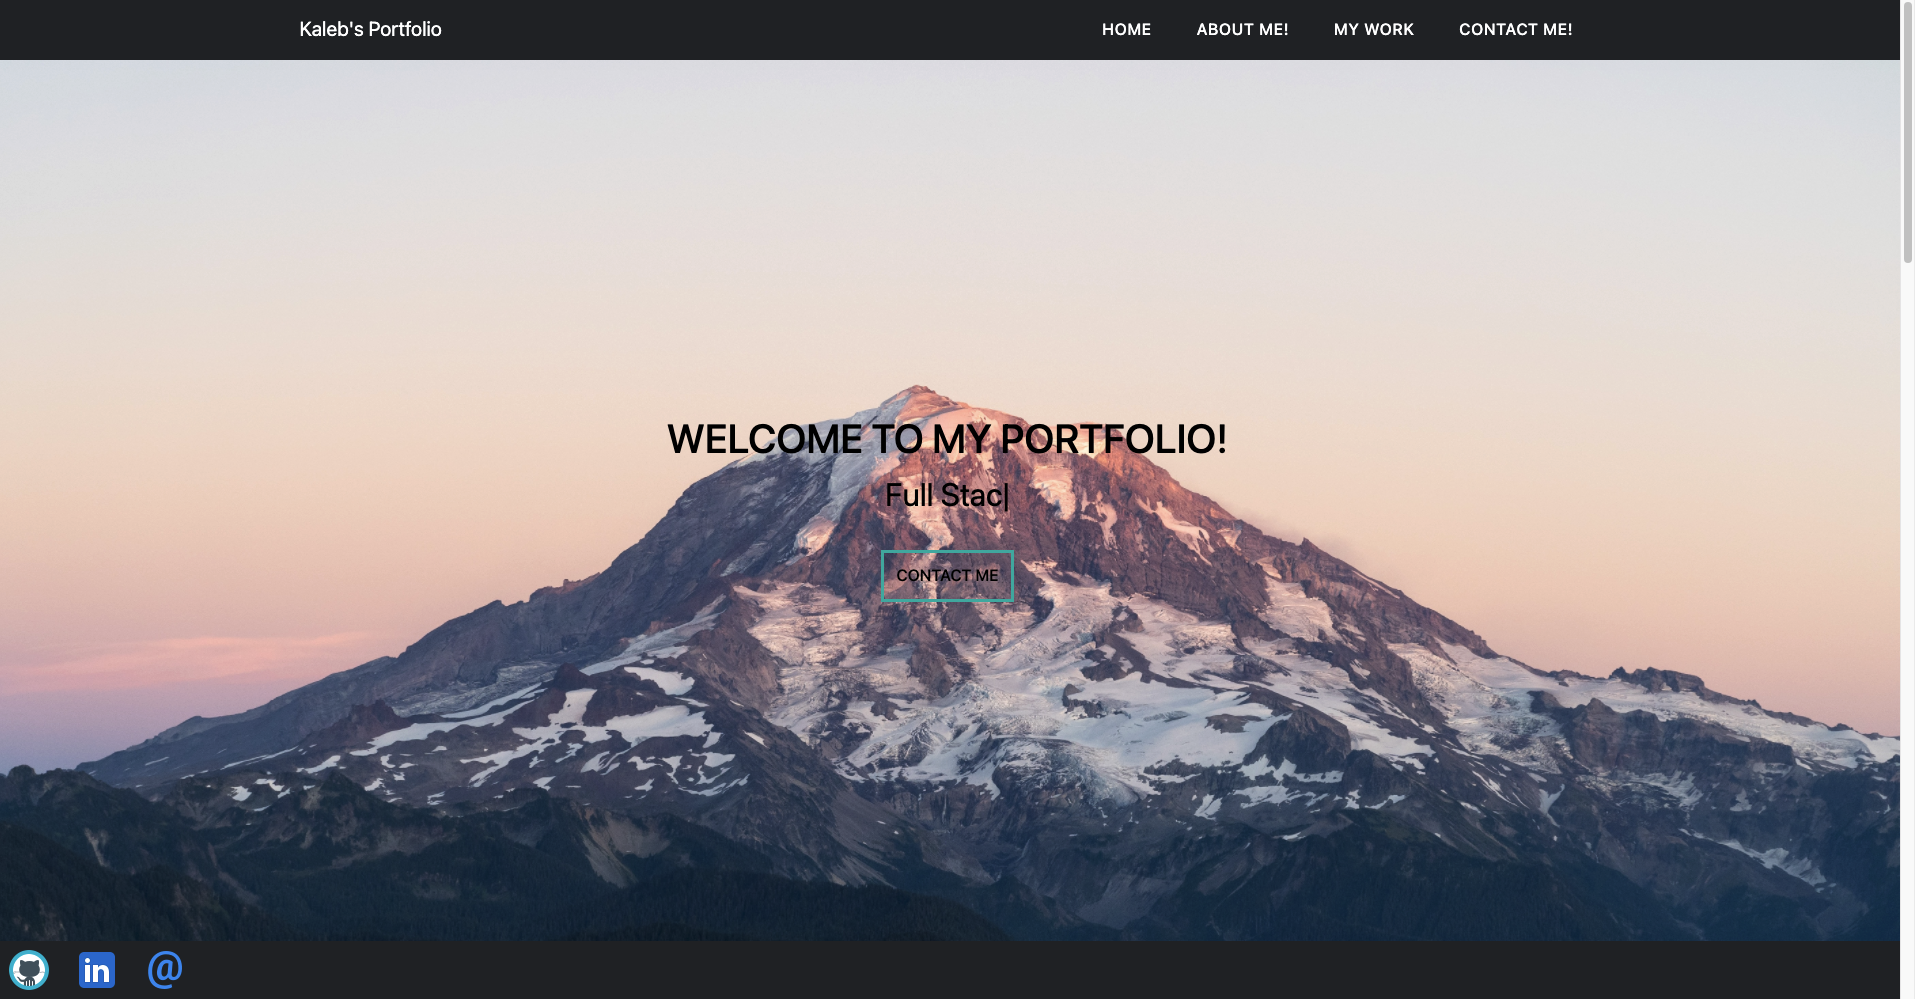 Kaleb's Portfolio
HOME ABOUT ME! MY WORK CONTACT ME!
WELCOME TO MY PORTFOLIO!
Full Stac|
CONTACT ME
in
@